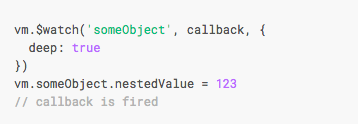 vm.$watch('someObject', callback, {
  deep: true
})
vm.someObject.nestedValue = 123
// callback is fired